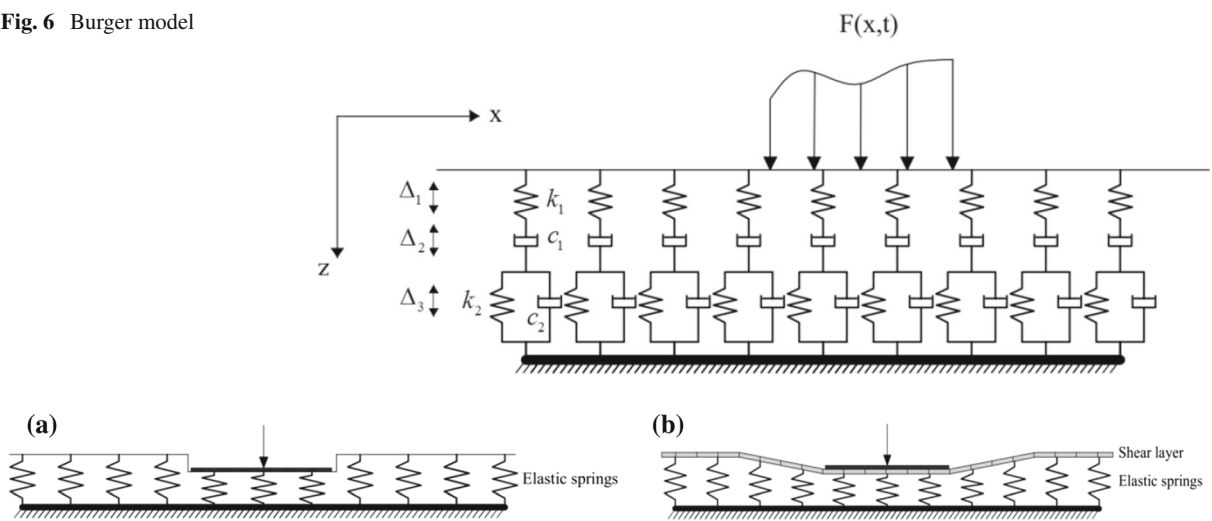 Fig. 6 Burger model
F(x,t)
x
z
Δ₁
k₁
Δ₂
c₁
Δ₃
k₂
c₂
(a)
Elastic springs
(b)
Shear layer
Elastic springs